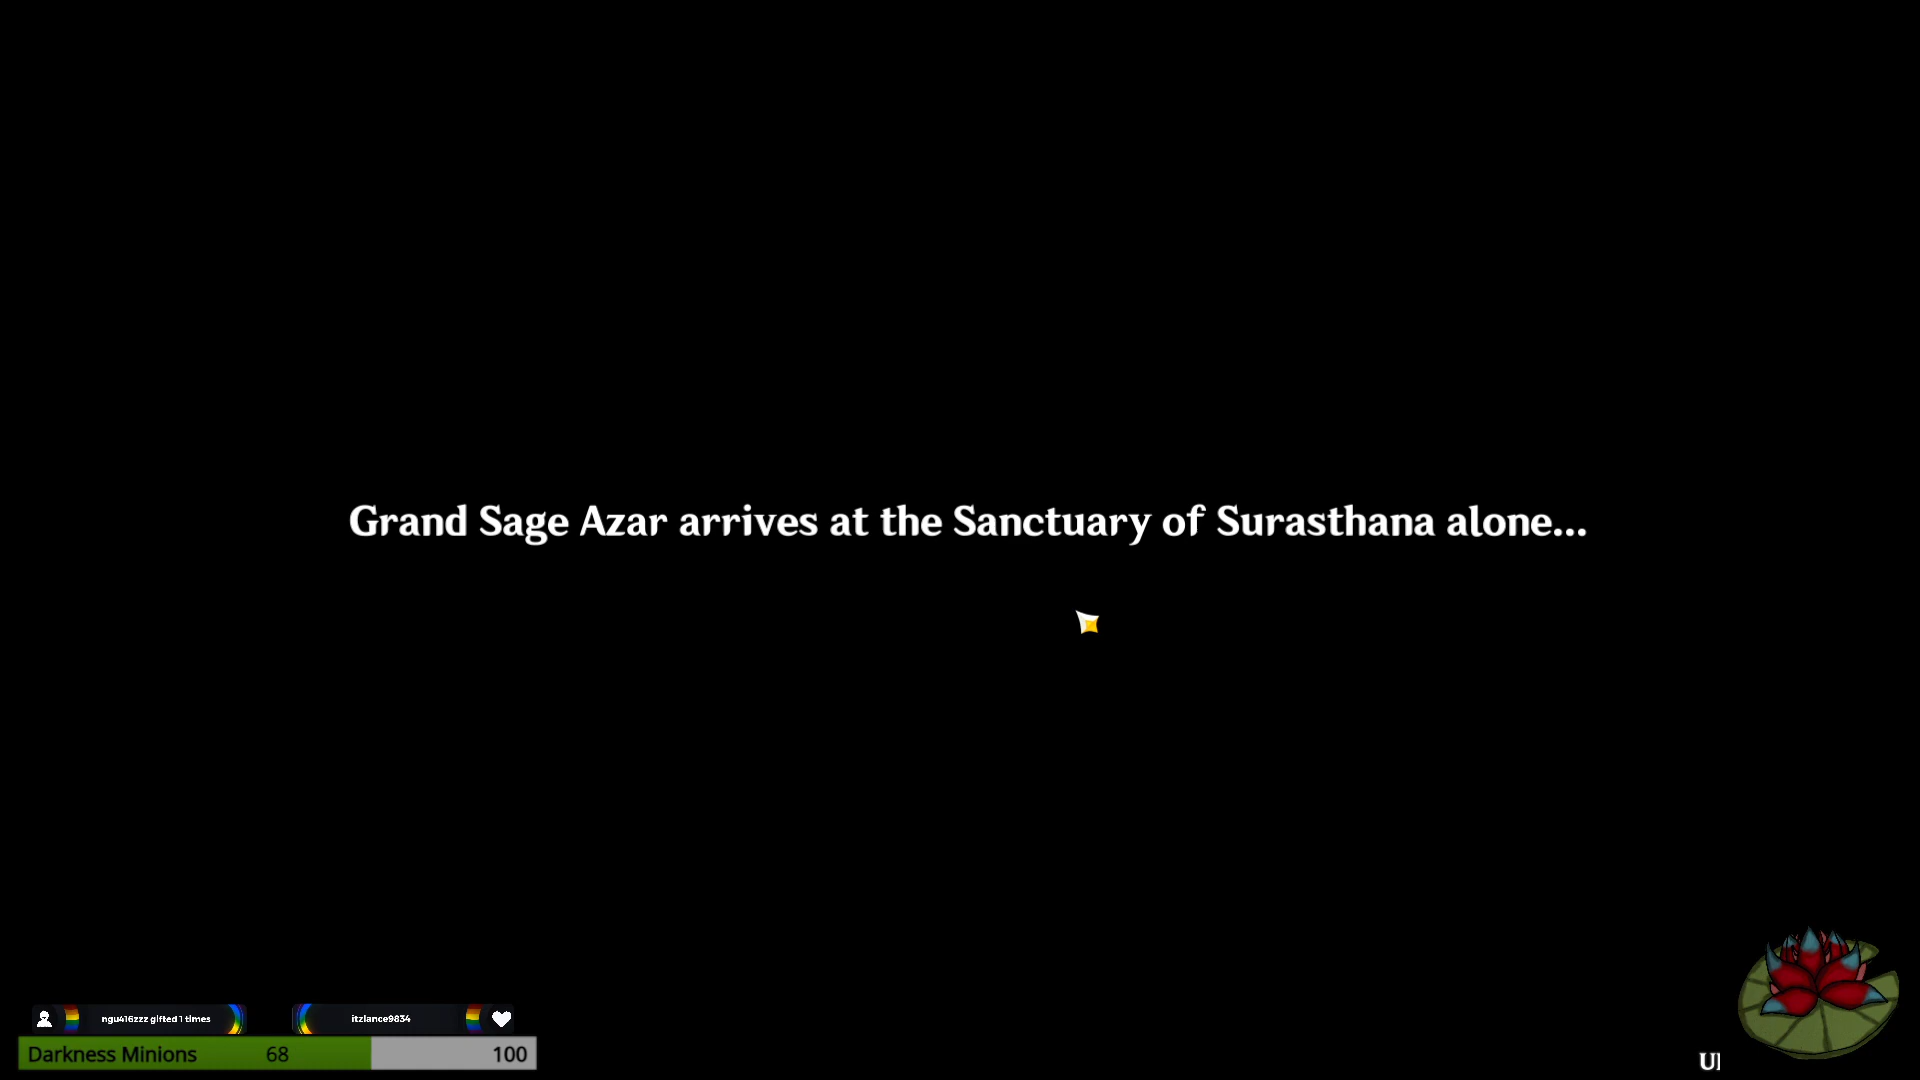 Grand Sage Azar arrives at the Sanctuary of Surasthana alone...
ngu416zzz gifted 1 times
itzlance9834
Darkness Minions 68 100